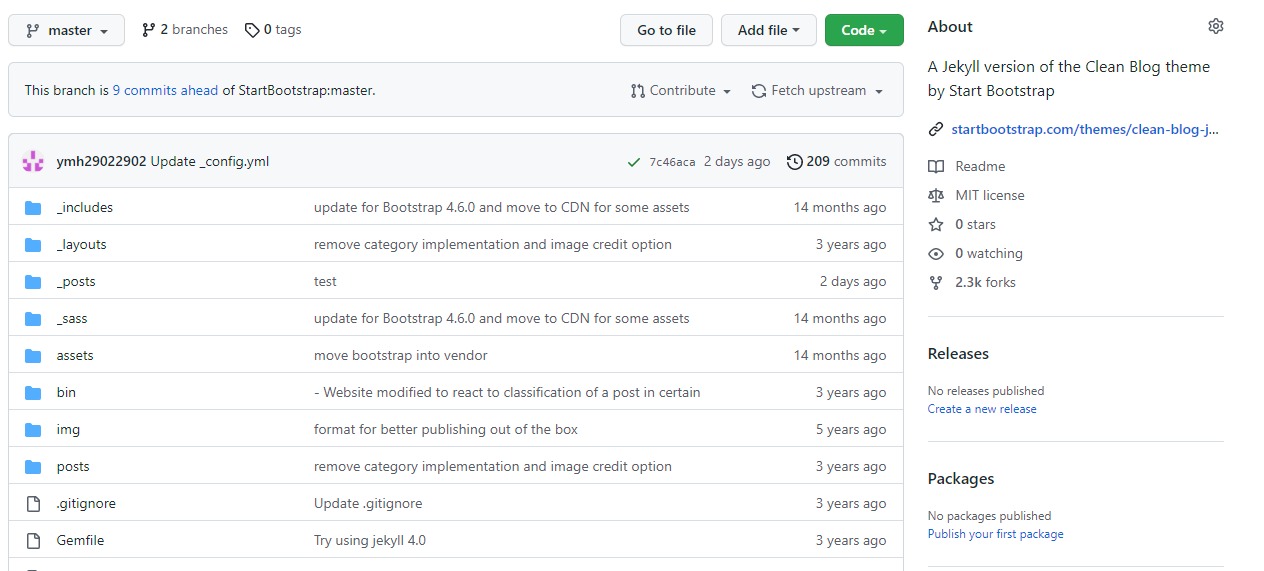 master 2 branches 0 tags Go to file Add file Code
This branch is 9 commits ahead of StartBootstrap:master. Contribute Fetch upstream
ymh29022902 Update _config.yml 7c46aca 2 days ago 209 commits
_includes update for Bootstrap 4.6.0 and move to CDN for some assets 14 months ago
_layouts remove category implementation and image credit option 3 years ago
_posts test 2 days ago
_sass update for Bootstrap 4.6.0 and move to CDN for some assets 14 months ago
assets move bootstrap into vendor 14 months ago
bin - Website modified to react to classification of a post in certain 3 years ago
img format for better publishing out of the box 5 years ago
posts remove category implementation and image credit option 3 years ago
.gitignore Update .gitignore 3 years ago
Gemfile Try using jekyll 4.0 3 years ago
About
A Jekyll version of the Clean Blog theme
by Start Bootstrap
startbootstrap.com/themes/clean-blog-j...
Readme
MIT license
0 stars
0 watching
2.3k forks
Releases
No releases published
Create a new release
Packages
No packages published
Publish your first package